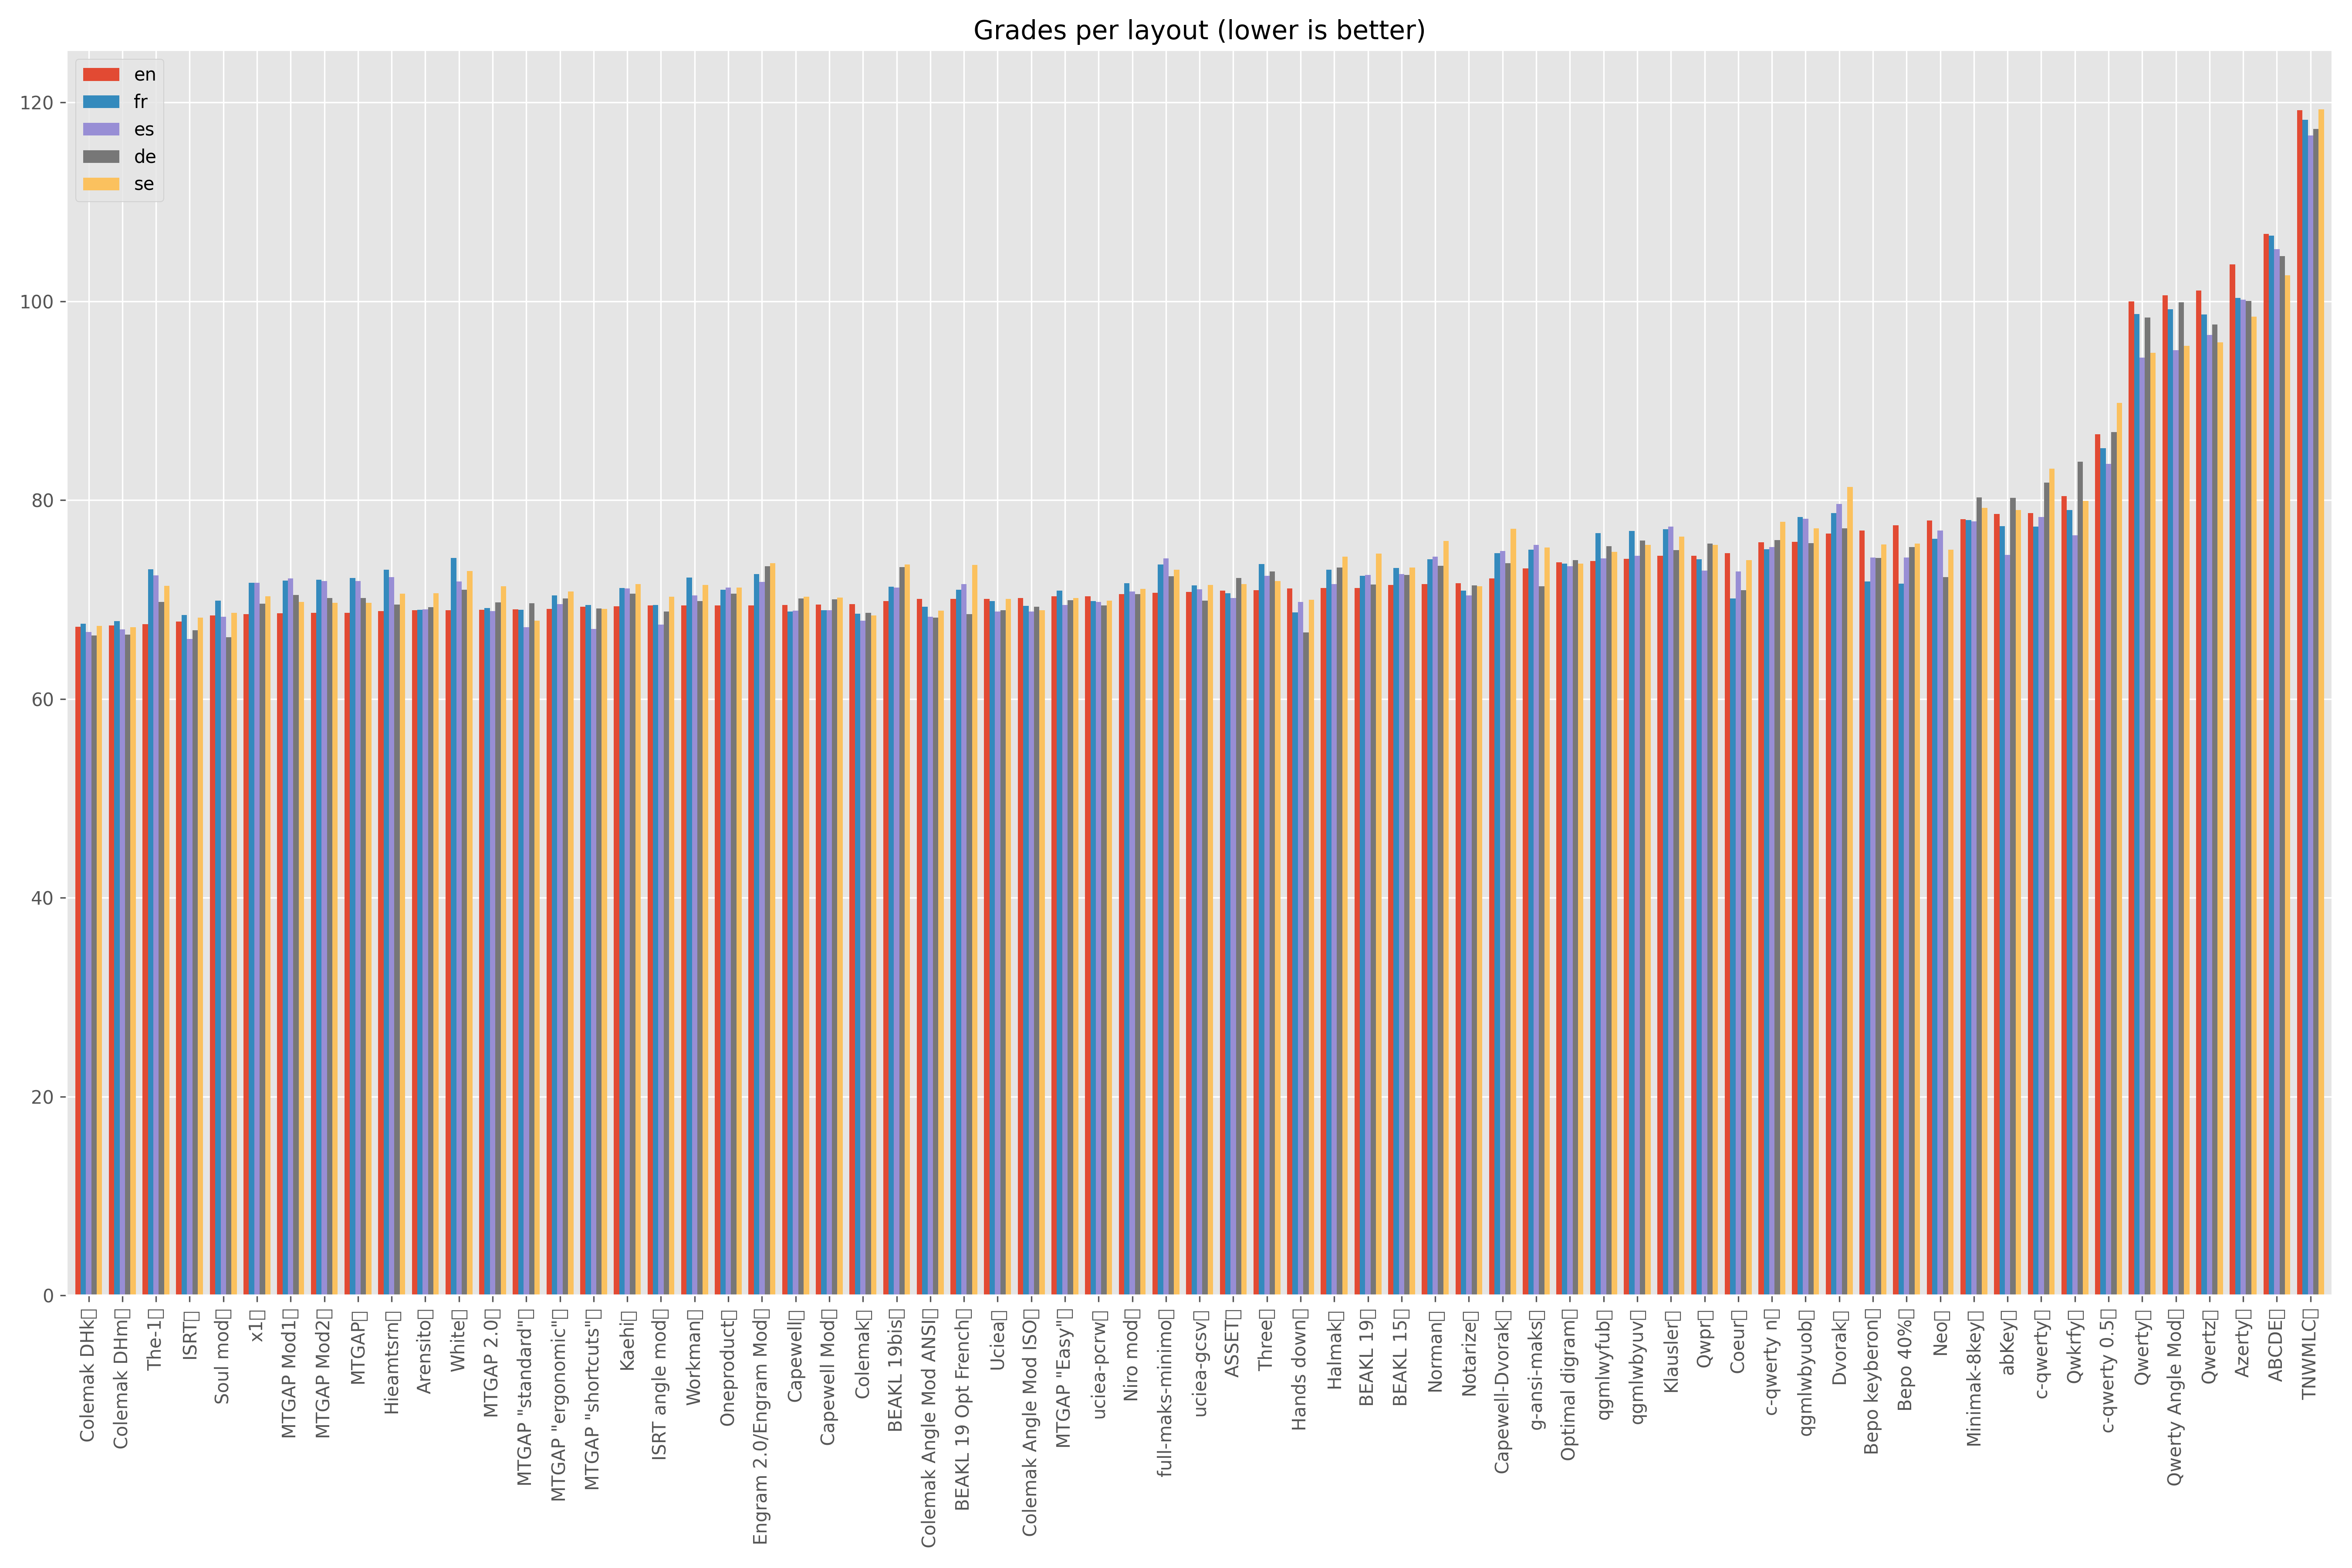 Grades per layout (lower is better)
en
fr
es
de
se
120
100
80
60
40
20
0
Colemak DHk
Colemak DHm
The-1
ISRT
Soul mod
x1
MTGAP Mod1
MTGAP Mod2
MTGAP
Hieamtsrn
Arensito
White
MTGAP 2.0
MTGAP "standard"
MTGAP "ergonomic"
MTGAP "shortcuts"
Kaehi
ISRT angle mod
Workman
Oneproduct
Engram 2.0/Engram Mod
Capewell
Capewell Mod
Colemak
BEAKL 19bis
Colemak Angle Mod ANSI
BEAKL 19 Opt French
Uciea
Colemak Angle Mod ISO
MTGAP "Easy"
uciea-pcrw
Niro mod
full-maks-minimo
uciea-gcsv
ASSET
Three
Hands down
Halmak
BEAKL 19
BEAKL 15
Norman
Notarize
Capewell-Dvorak
g-ansi-maks
Optimal digram
qgmlwyfub
qgmlwbyuv
Klausler
Qwpr
Coeur
c-qwerty n
qgmlwbyuob
Dvorak
Bepo keyberon
Bepo 40%
Neo
Minimak-8key
abKey
c-qwerty
Qwkrfy
c-qwerty 0.5
Qwerty
Qwerty Angle Mod
Qwertz
Azerty
ABCDE
TNWMLC